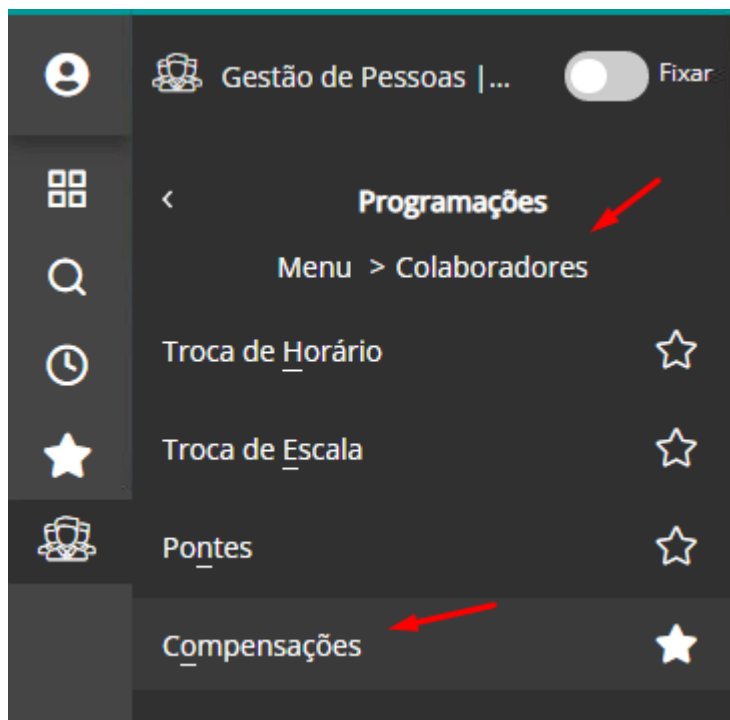 Gestão de Pessoas |...
Fixar
Programações
Menu > Colaboradores
Troca de Horário
Troca de Escala
Pontes
Compensações